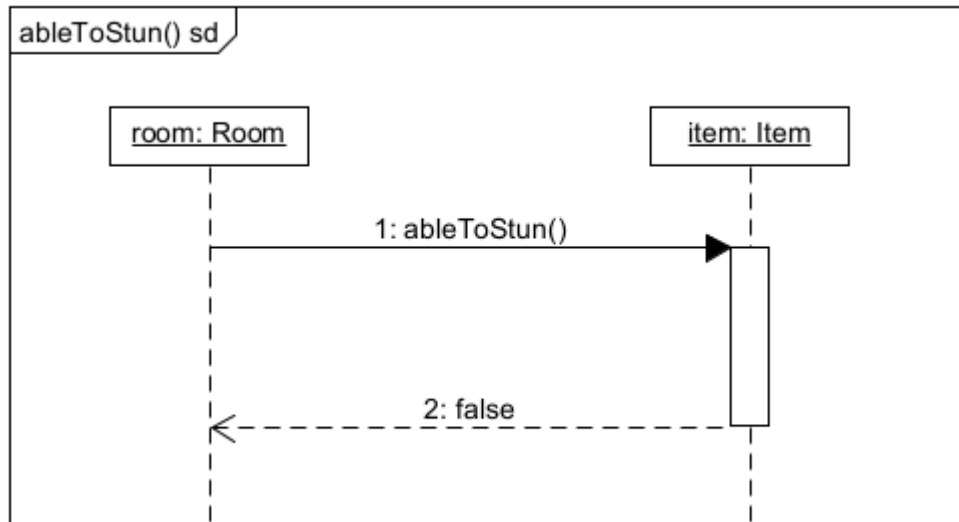 ableToStun() sd
room: Room
item: Item
1: ableToStun()
2: false